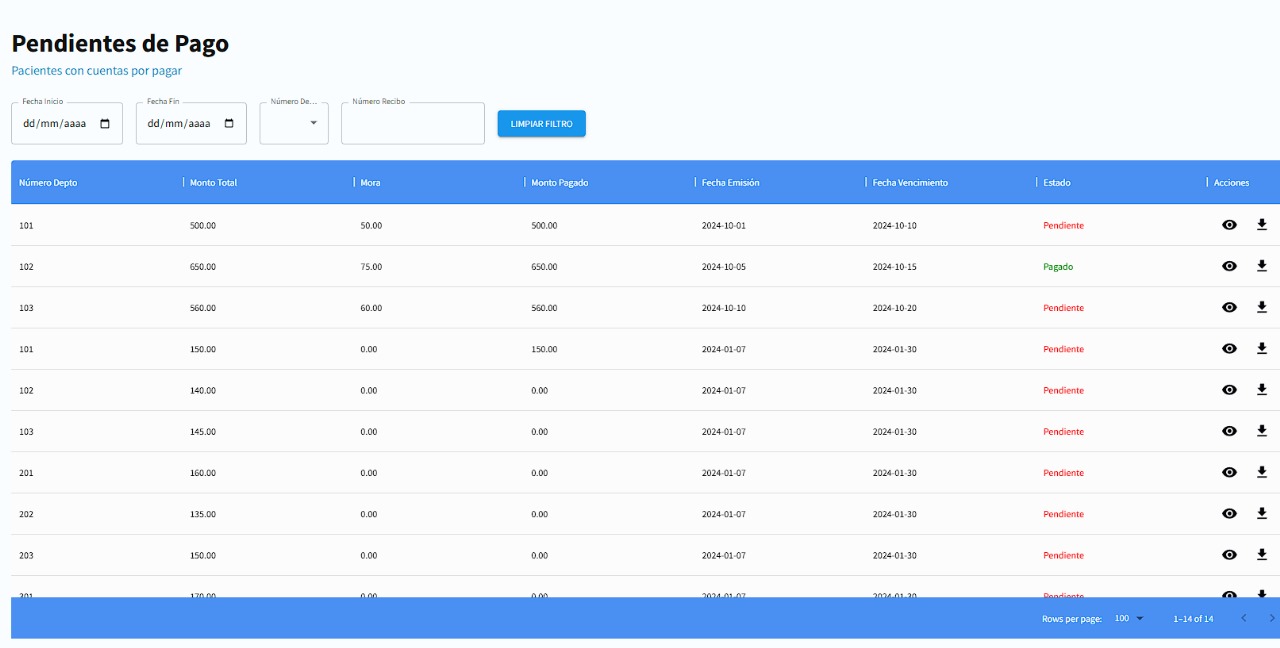 Pendientes de Pago
Pacientes con cuentas por pagar
Fecha Inicio Fecha Fin Número De... Número Recibo
dd/mm/aaaa dd/mm/aaaa LIMPIAR FILTRO
Número Depto Monto Total Mora Monto Pagado Fecha Emisión Fecha Vencimiento Estado Acciones
101 500.00 50.00 500.00 2024-10-01 2024-10-10 Pendiente
102 650.00 75.00 650.00 2024-10-05 2024-10-15 Pagado
103 560.00 60.00 560.00 2024-10-10 2024-10-20 Pendiente
101 150.00 0.00 150.00 2024-01-07 2024-01-30 Pendiente
102 140.00 0.00 0.00 2024-01-07 2024-01-30 Pendiente
103 145.00 0.00 0.00 2024-01-07 2024-01-30 Pendiente
201 160.00 0.00 0.00 2024-01-07 2024-01-30 Pendiente
202 135.00 0.00 0.00 2024-01-07 2024-01-30 Pendiente
203 150.00 0.00 0.00 2024-01-07 2024-01-30 Pendiente
301 170.00 0.00 0.00 2024-01-07 2024-01-30 Pendiente
Rows per page: 100 1–14 of 14